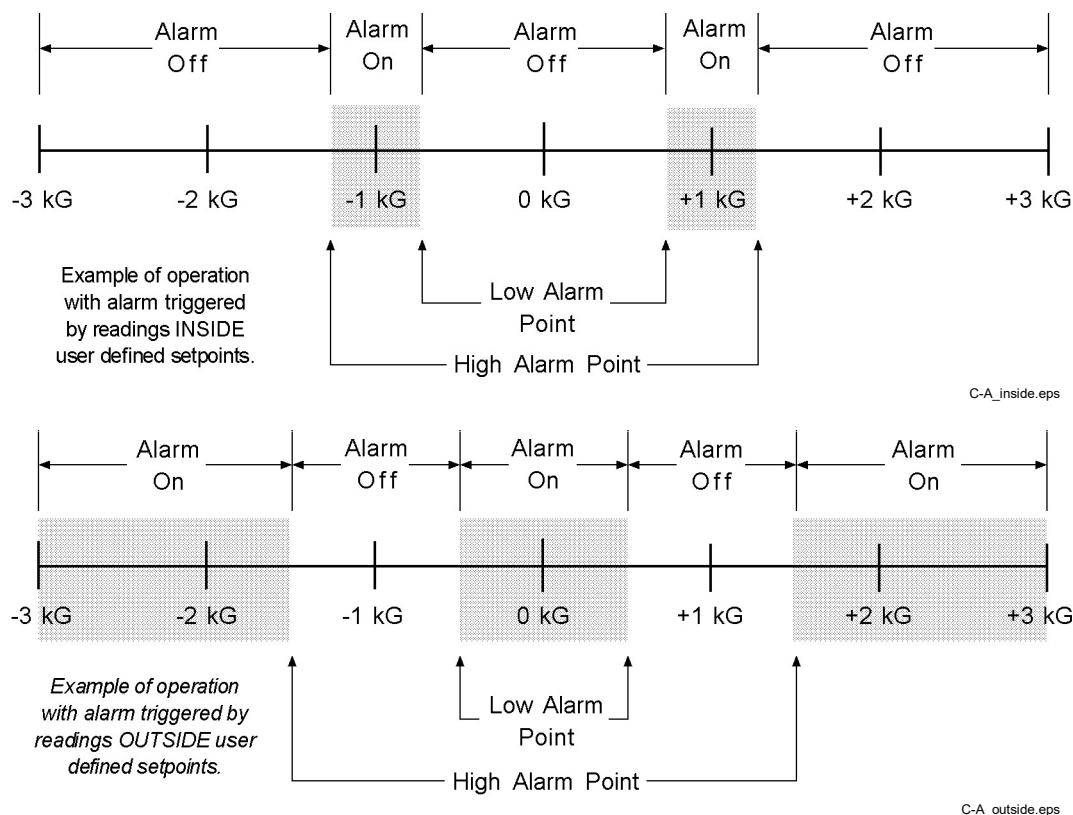 Alarm
Off
Alarm
On
Alarm
Off
Alarm
On
Alarm
Off
-3 kG
-2 kG
-1 kG
0 kG
+1 kG
+2 kG
+3 kG
Example of operation
with alarm triggered
by readings INSIDE
user defined setpoints.
Low Alarm
Point
High Alarm Point
C-A_inside.eps
Alarm
On
Alarm
Off
Alarm
On
Alarm
Off
Alarm
On
-3 kG
-2 kG
-1 kG
0 kG
+1 kG
+2 kG
+3 kG
Example of operation
with alarm triggered by
readings OUTSIDE user
defined setpoints.
Low Alarm
Point
High Alarm Point
C-A_outside.eps